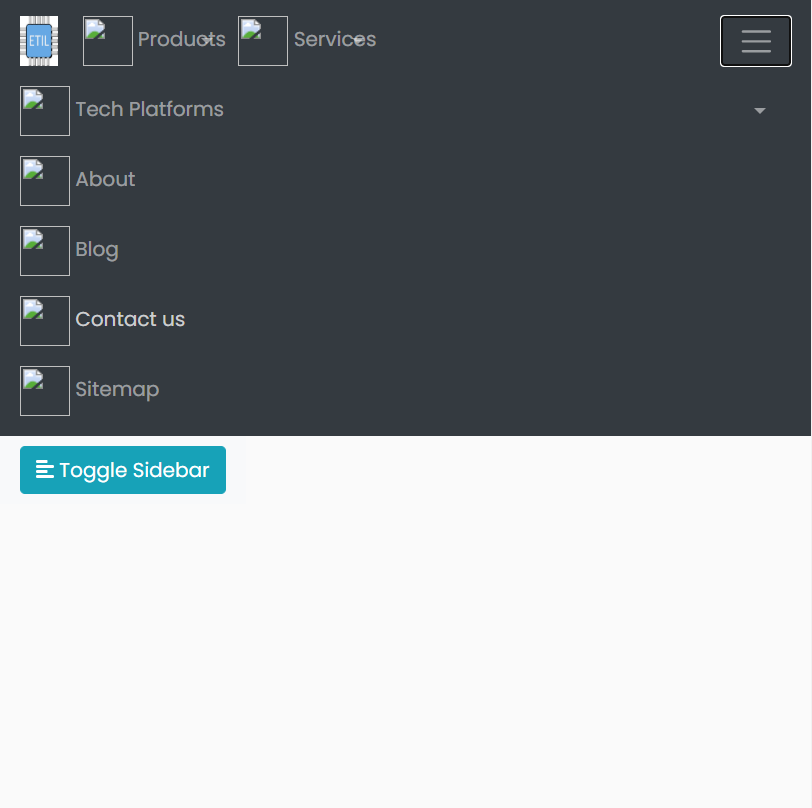 ETIL Products Services
Tech Platforms
About
Blog
Contact us
Sitemap
Toggle Sidebar